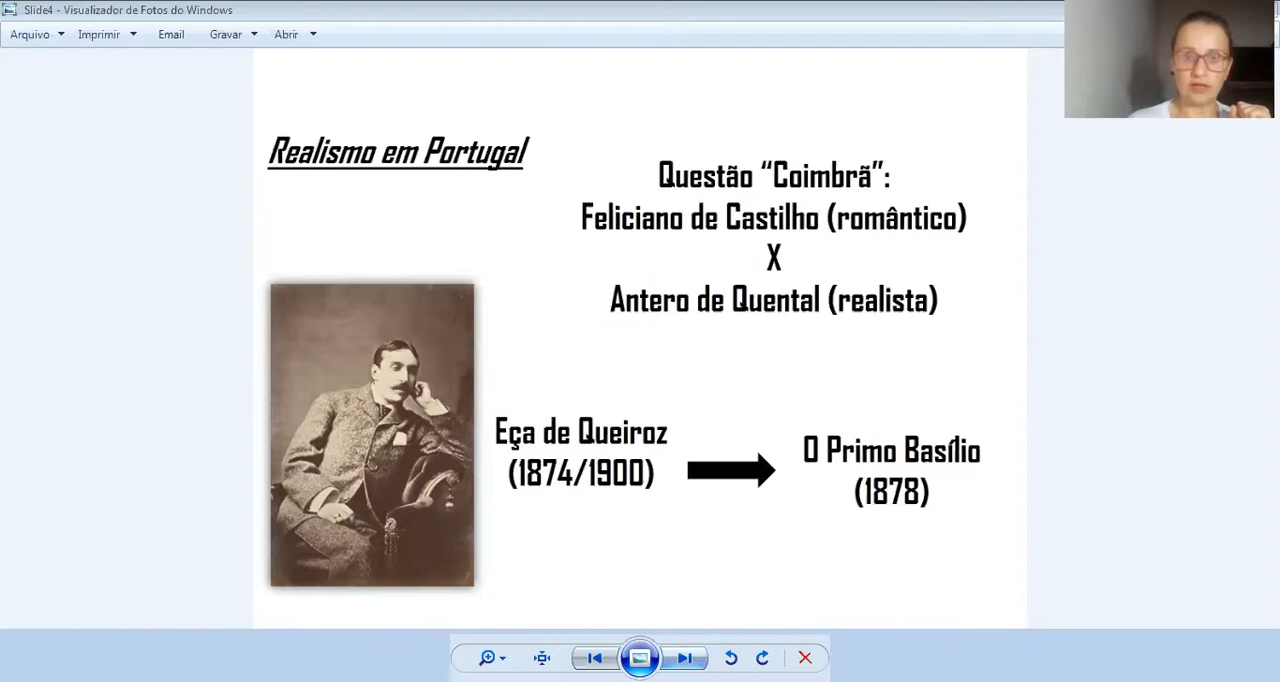 Slide4 - Visualizador de Fotos do Windows
Arquivo Imprimir Email Gravar Abrir
Realismo em Portugal
Questão “Coimbrã”:
Feliciano de Castilho (romântico)
X
Antero de Quental (realista)
Eça de Queiroz
(1874/1900)
O Primo Basílio
(1878)